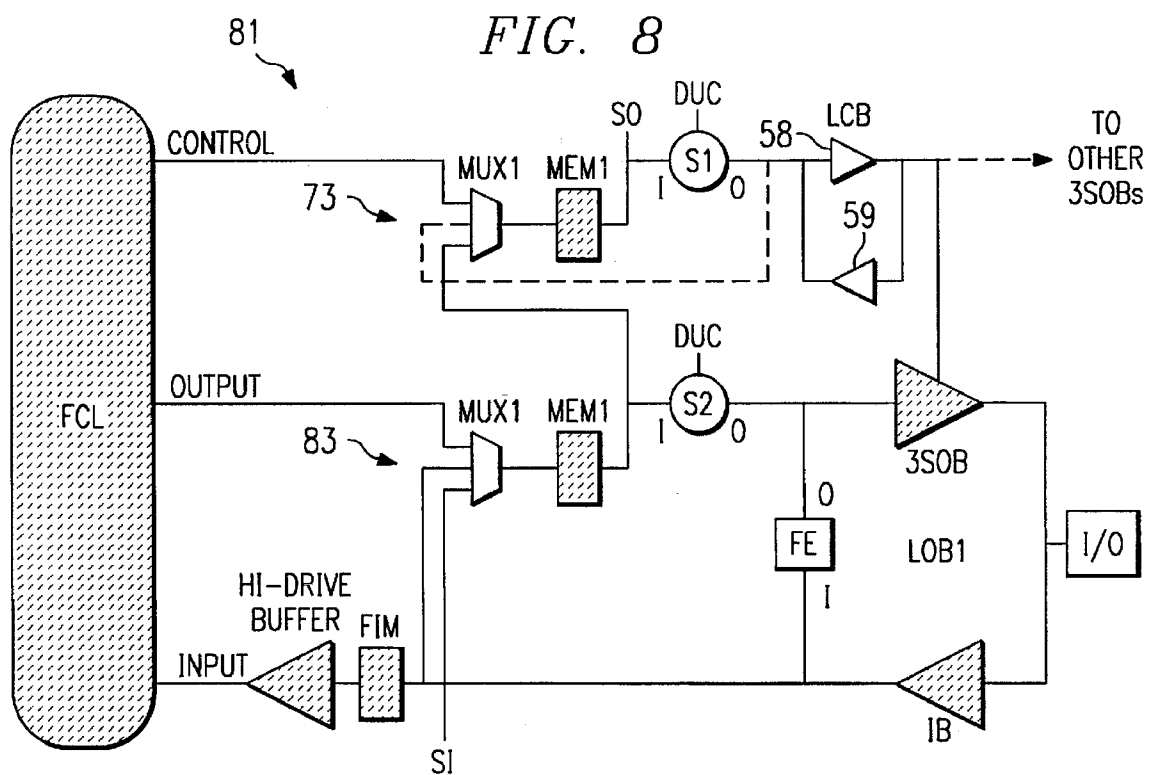 FIG. 8
81
DUC
LCB
58
SO
TO
OTHER
3SOBs
CONTROL
MUX1
MEM1
S1
I
O
73
59
DUC
OUTPUT
MUX1
MEM1
S2
I
O
FCL
83
3SOB
O
FE
LOB1
I/O
I
HI-DRIVE
BUFFER
FIM
INPUT
IB
SI